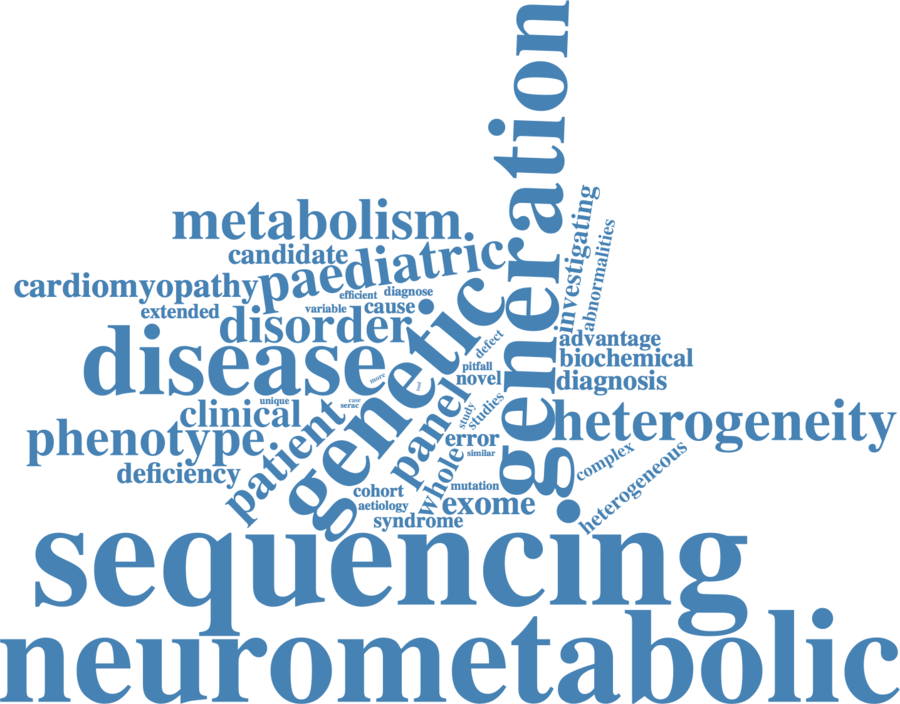 generation
metabolism
investigating
abnormalities
candidate
paediatric
cardiomyopathy
efficient
diagnose
extended
variable
cause
disorder
genetic
defect
advantage
disease
pitfall
biochemical
more
1
novel
diagnosis
unique
case
serac
clinical
study
studies
panel
heterogeneity
phenotype
patient
error
similar
complex
deficiency
whole
mutation
heterogeneous
cohort
aetiology
exome
syndrome
sequencing
neurometabolic